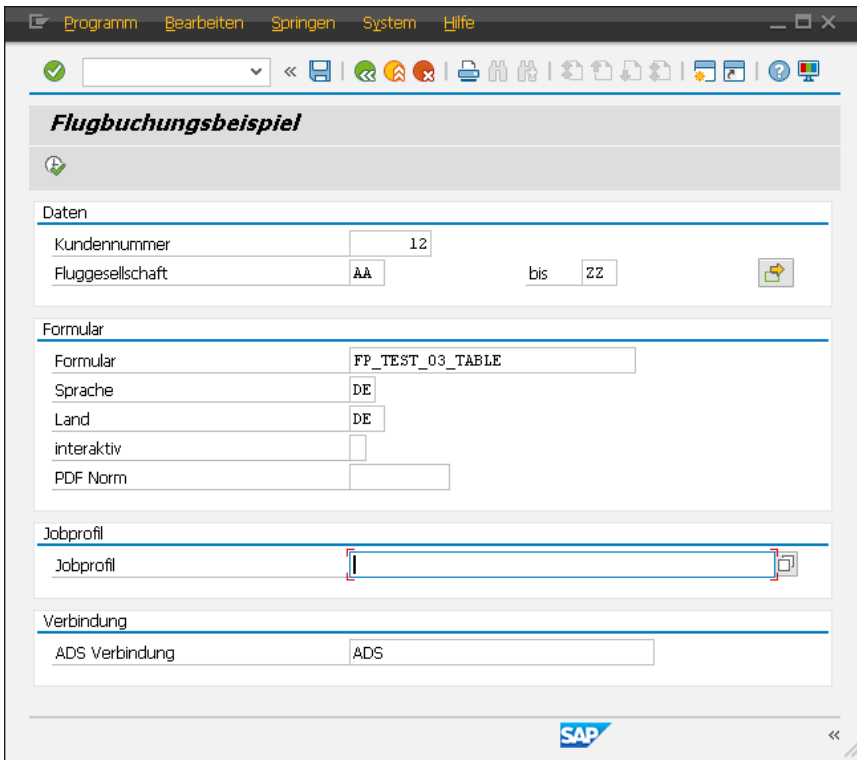 Programm Bearbeiten Springen System Hilfe
Flugbuchungsbeispiel
Daten
Kundennummer 12
Fluggesellschaft AA bis ZZ
Formular
Formular FP_TEST_03_TABLE
Sprache DE
Land DE
interaktiv
PDF Norm
Jobprofil
Jobprofil
Verbindung
ADS Verbindung ADS
SAP